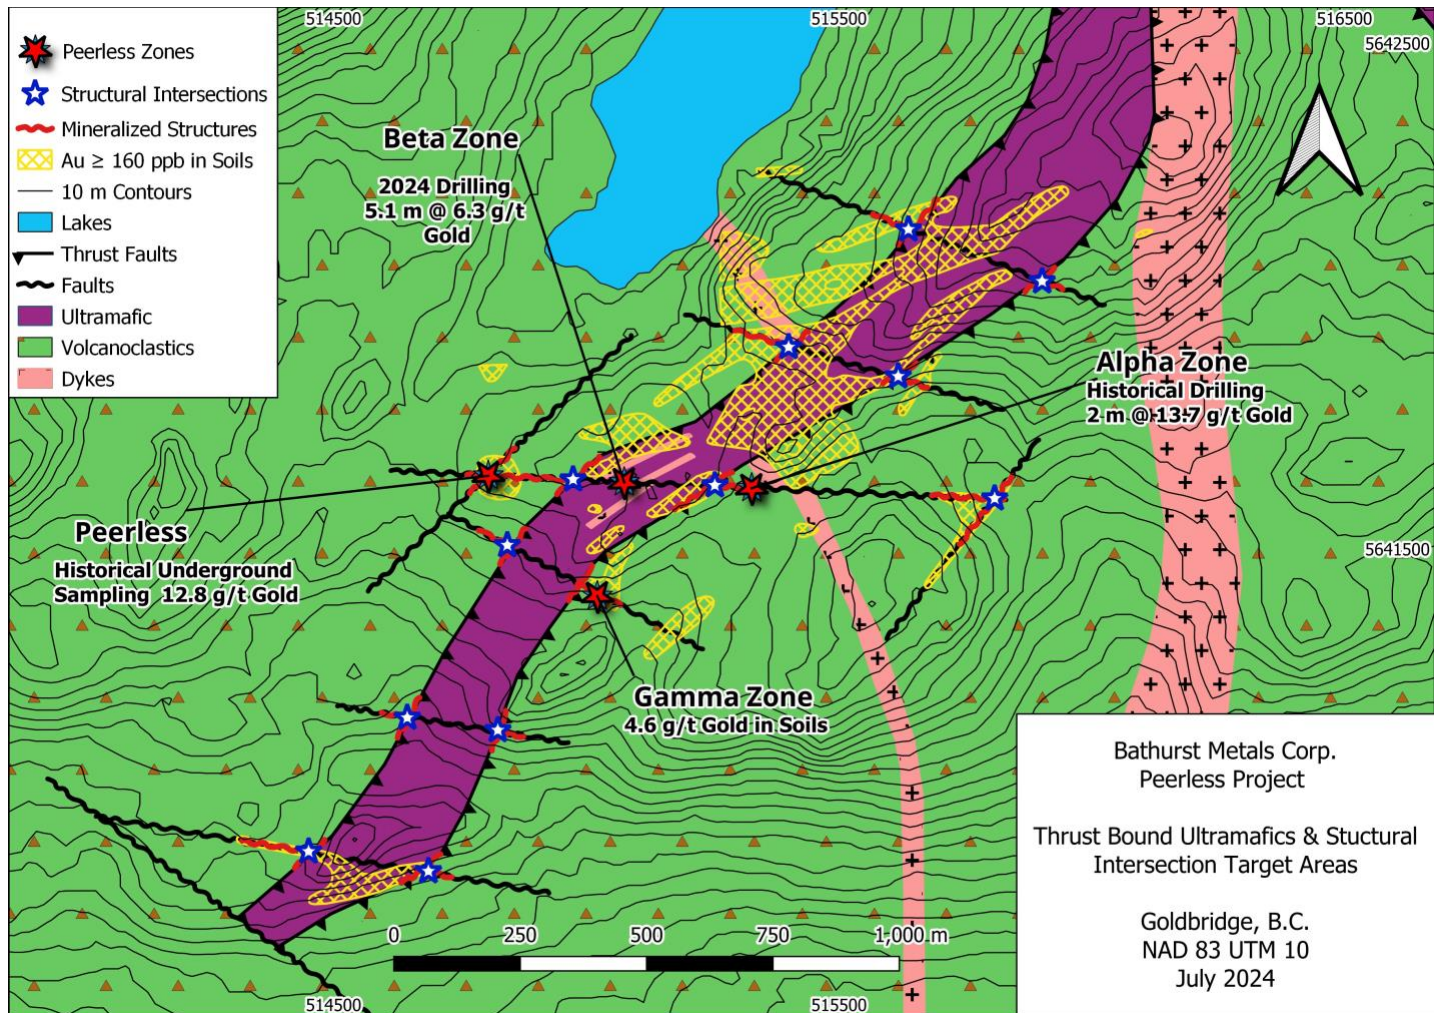 514500
515500
516500
5642500
Peerless Zones
Structural Intersections
Mineralized Structures
Au ≥ 160 ppb in Soils
10 m Contours
Lakes
Thrust Faults
Faults
Ultramafic
Volcanoclastics
Dykes
Beta Zone
2024 Drilling
5.1 m @ 6.3 g/t
Gold
Alpha Zone
Historical Drilling
2 m @ 13.7 g/t Gold
Peerless
Historical Underground
Sampling 12.8 g/t Gold
5641500
Gamma Zone
4.6 g/t Gold in Soils
Bathurst Metals Corp.
Peerless Project
Thrust Bound Ultramafics & Stuctural
Intersection Target Areas
Goldbridge, B.C.
NAD 83 UTM 10
July 2024
0 250 500 750 1,000 m
514500
515500